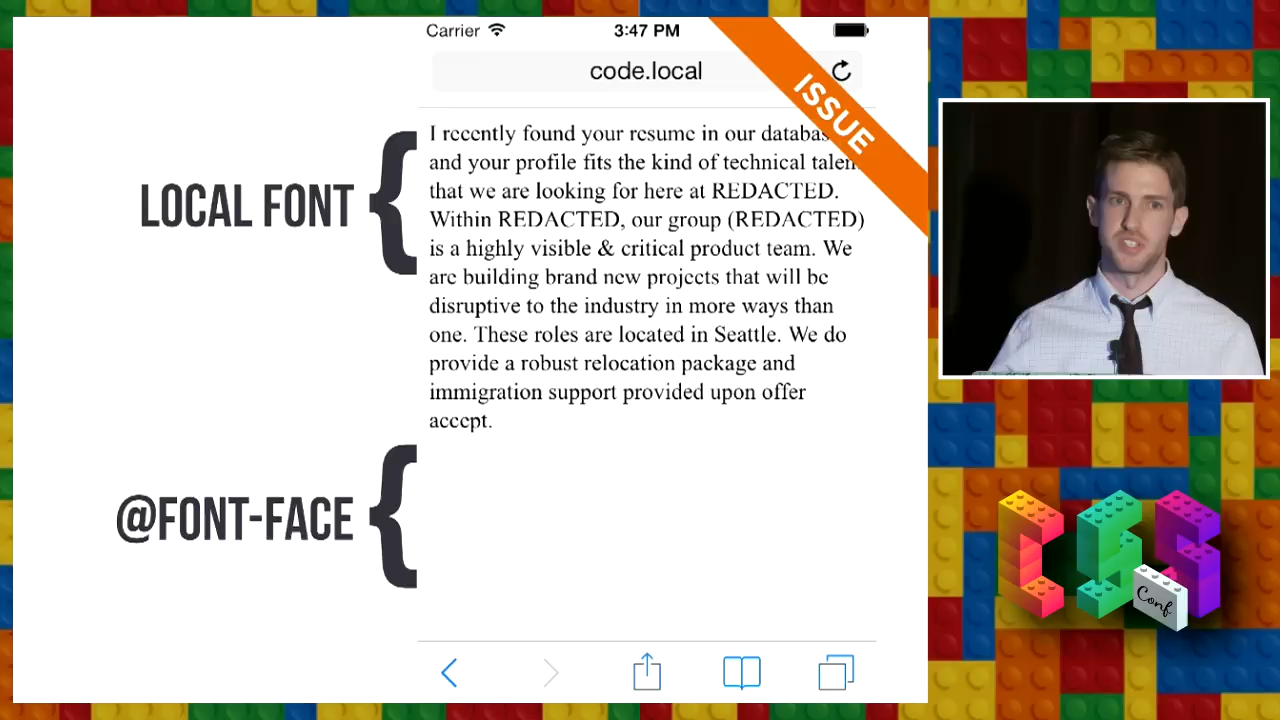 Carrier
3:47 PM
code.local
ISSUE
LOCAL FONT
I recently found your resume in our
and your profile fits the kind of technical
that we are looking for here at REDACTED.
Within REDACTED, our group (REDACTED)
is a highly visible & critical product team. We
are building brand new projects that will be
disruptive to the industry in more ways than
one. These roles are located in Seattle. We do
provide a robust relocation package and
immigration support provided upon offer
accept.
@FONT-FACE
CSS
Conf